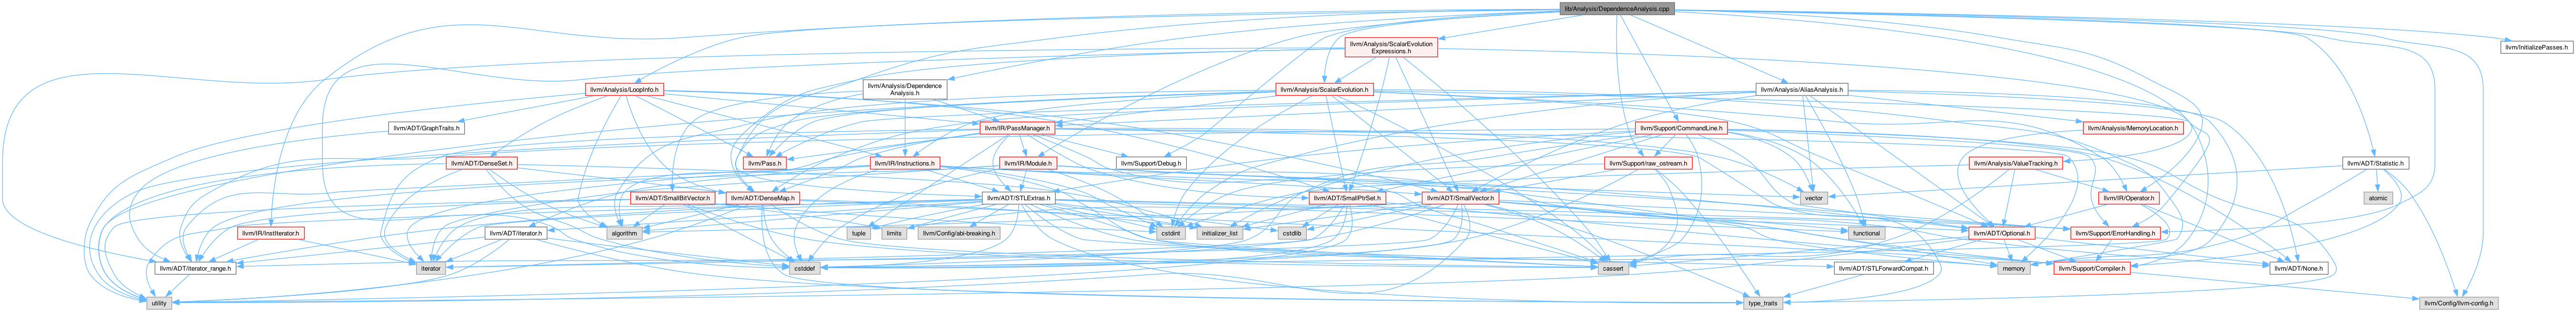 lib/Analysis/DependenceAnalysis.cpp
llvm/Analysis/ScalarEvolution
Expressions.h
llvm/InitializePasses.h
llvm/Analysis/LoopInfo.h
llvm/Analysis/Dependence
Analysis.h
llvm/Analysis/ScalarEvolution.h
llvm/Analysis/AliasAnalysis.h
llvm/ADT/GraphTraits.h
llvm/IR/PassManager.h
llvm/Support/CommandLine.h
llvm/Analysis/MemoryLocation.h
llvm/ADT/DenseSet.h
llvm/Pass.h
llvm/IR/Instructions.h
llvm/IR/Module.h
llvm/Support/Debug.h
llvm/Support/raw_ostream.h
llvm/Analysis/ValueTracking.h
llvm/ADT/Statistic.h
llvm/ADT/SmallBitVector.h
llvm/ADT/DenseMap.h
llvm/ADT/STLExtras.h
llvm/ADT/SmallPtrSet.h
llvm/ADT/SmallVector.h
vector
llvm/IR/Operator.h
atomic
llvm/IR/InstIterator.h
llvm/ADT/iterator.h
algorithm
tuple
limits
llvm/Config/abi-breaking.h
cstdint
initializer_list
cstdlib
functional
llvm/ADT/Optional.h
llvm/Support/ErrorHandling.h
llvm/ADT/iterator_range.h
iterator
cstddef
cassert
llvm/ADT/STLForwardCompat.h
memory
llvm/Support/Compiler.h
llvm/ADT/None.h
utility
type_traits
llvm/Config/llvm-config.h